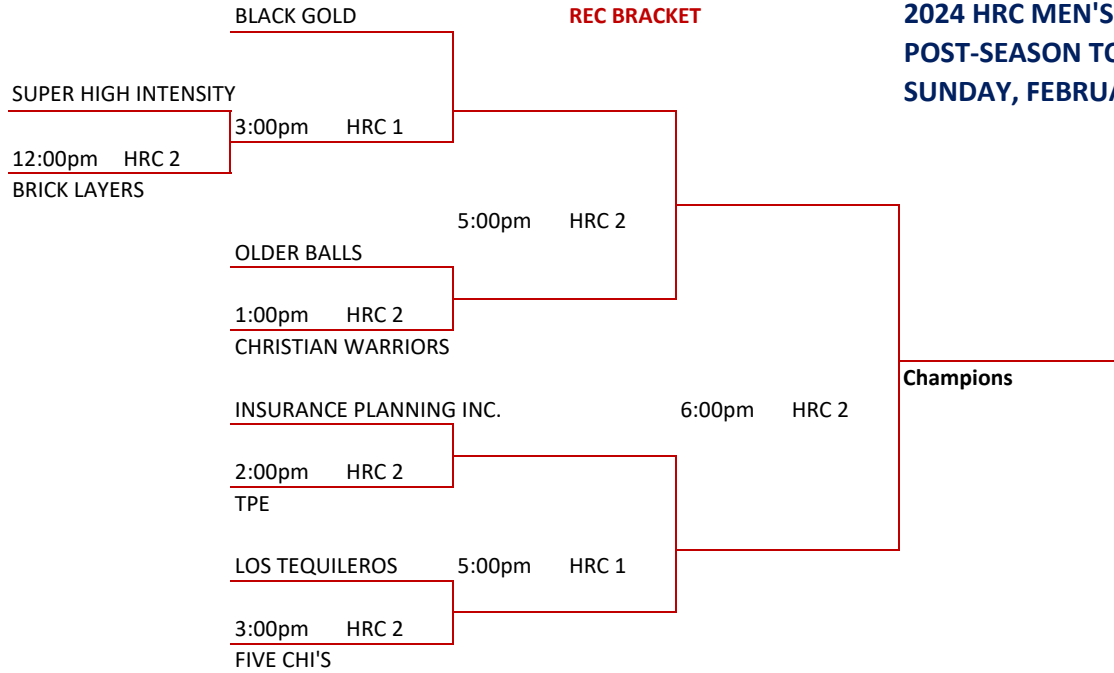 BLACK GOLD
REC BRACKET
2024 HRC MEN'S
POST-SEASON
SUNDAY,
SUPER HIGH INTENSITY
3:00pm HRC 1
12:00pm HRC 2
BRICK LAYERS
5:00pm HRC 2
OLDER BALLS
1:00pm HRC 2
CHRISTIAN WARRIORS
Champions
INSURANCE PLANNING INC.
6:00pm HRC 2
2:00pm HRC 2
TPE
LOS TEQUILEROS
5:00pm HRC 1
3:00pm HRC 2
FIVE CHI'S